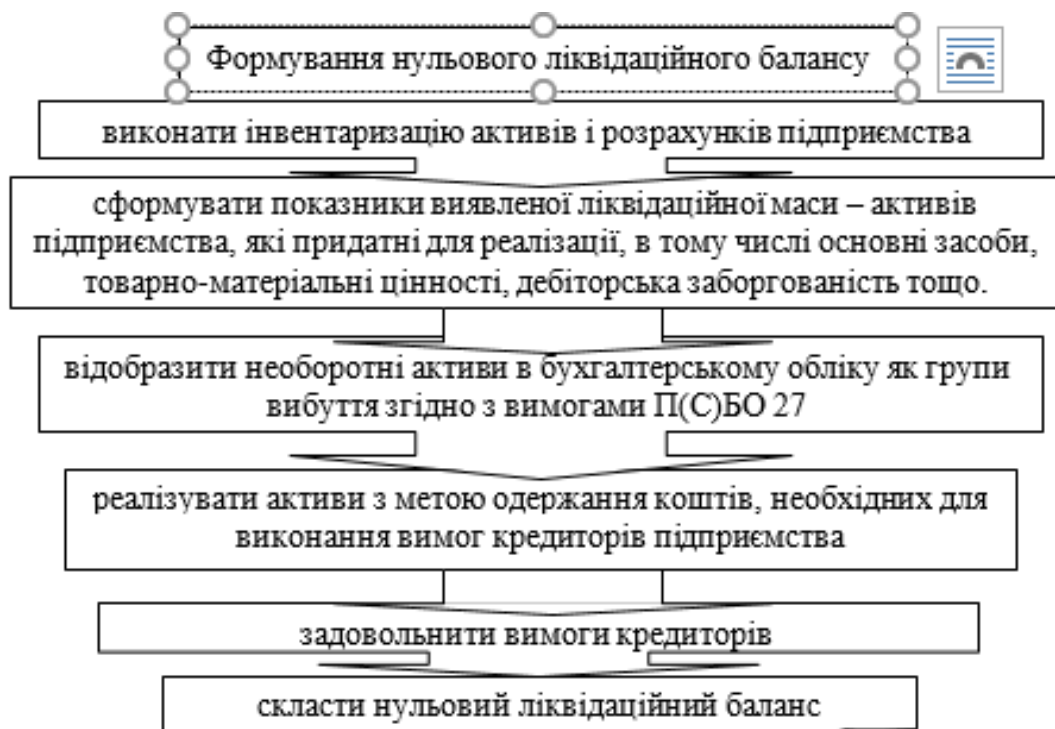 Формування нульового ліквідаційного балансу
виконати інвентаризацію активів і розрахунків підприємства
сформувати показники виявленої ліквідаційної маси – активів
підприємства, які придатні для реалізації, в тому числі основні засоби,
товарно-матеріальні цінності, дебіторська заборгованість тощо.
відобразити необоротні активи в бухгалтерському обліку як групи
вибуття згідно з вимогами П(С)БО 27
реалізувати активи з метою одержання коштів, необхідних для
виконання вимог кредиторів підприємства
задовольнити вимоги кредиторів
скласти нульовий ліквідаційний баланс